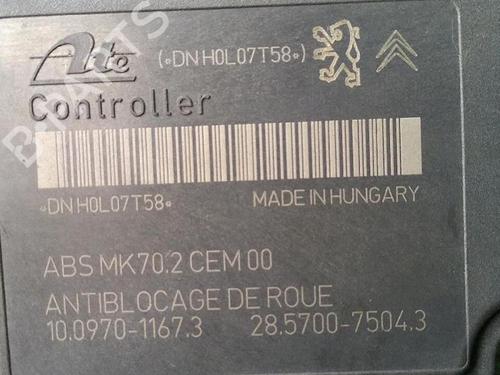 Ate («DN H0L07T58»)
Controller
«DN H0L07T58« MADE IN HUNGARY
ABS MK70.2 CEM 00
ANTIBLOCAGE DE ROUE
10.0970-1167.3 28.5700-7504.3
B-PARTS